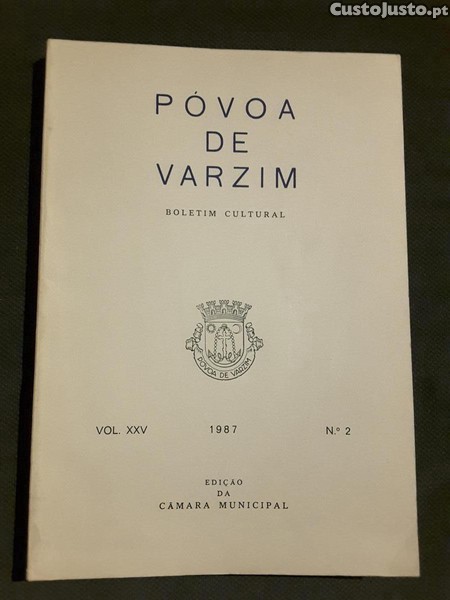 CustoJusto.pt
PÓVOA
DE
VARZIM
BOLETIM CULTURAL
PÓVOA DE VARZIM
VOL. XXV 1987 N.º 2
EDIÇÃO
DA
CÂMARA MUNICIPAL